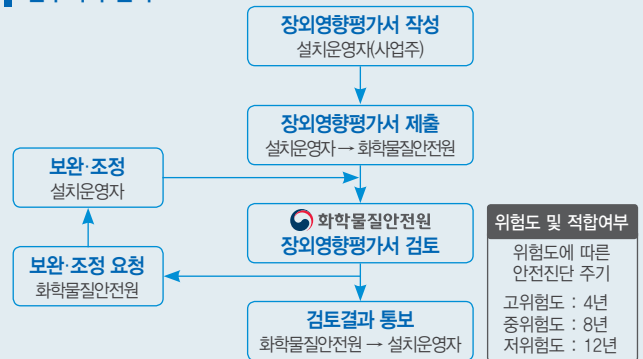 장외영향평가서 작성
설치운영자(사업주)
장외영향평가서 제출
설치운영자 → 화학물질안전원
보완·조정
설치운영자
화학물질안전원
장외영향평가서 검토
보완·조정 요청
화학물질안전원
검토결과 통보
화학물질안전원 → 설치운영자
위험도 및 적합여부
위험도에 따른
안전진단 주기
고위험도 : 4년
중위험도 : 8년
저위험도 : 12년